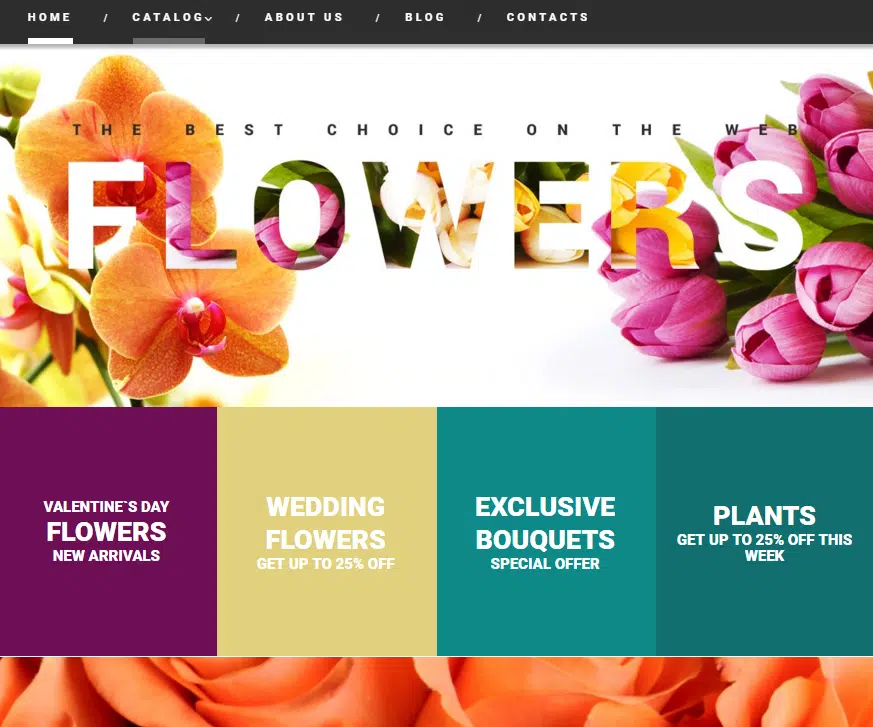 HOME / CATALOG / ABOUT US / BLOG / CONTACTS
THE BEST CHOICE ON THE WEB
FLOWERS
VALENTINE`S DAY
FLOWERS
NEW ARRIVALS
WEDDING
FLOWERS
GET UP TO 25% OFF
EXCLUSIVE
BOUQUETS
SPECIAL OFFER
PLANTS
GET UP TO 25% OFF THIS
WEEK